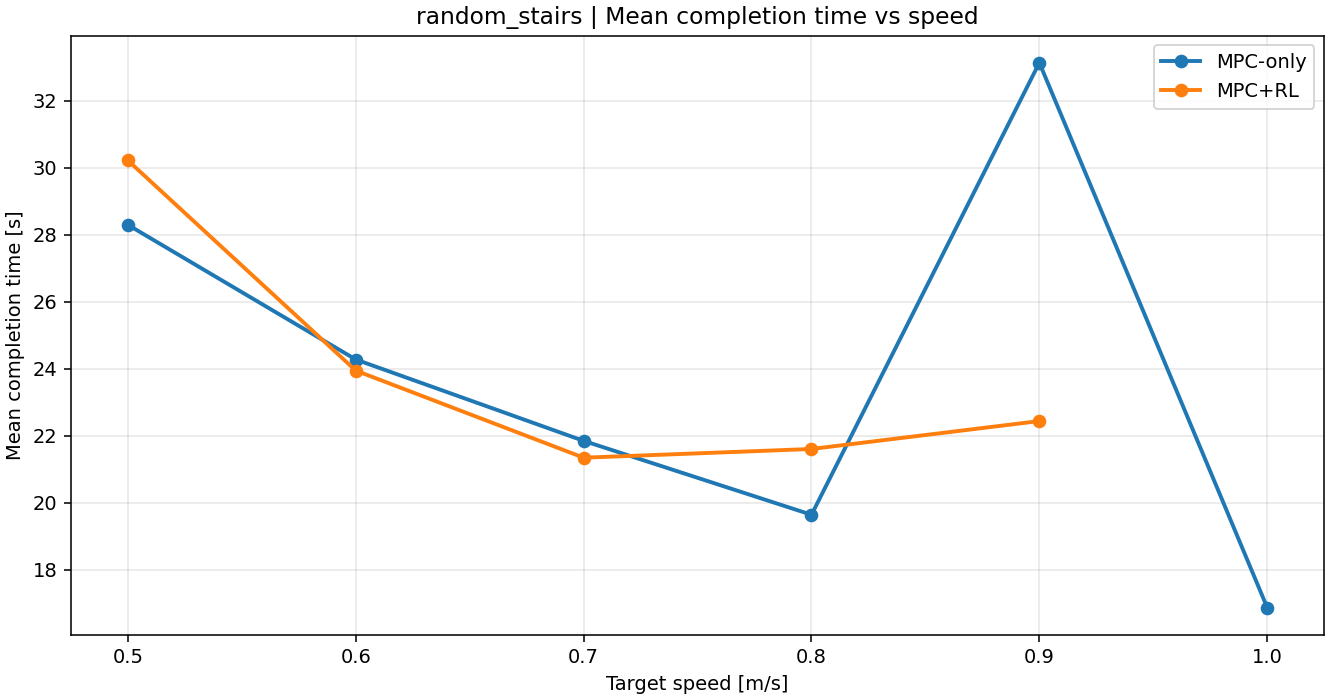 random_stairs | Mean completion time vs speed
MPC-only
MPC+RL
Mean completion time [s]
32
30
28
26
24
22
20
18
0.5 0.6 0.7 0.8 0.9 1.0
Target speed [m/s]